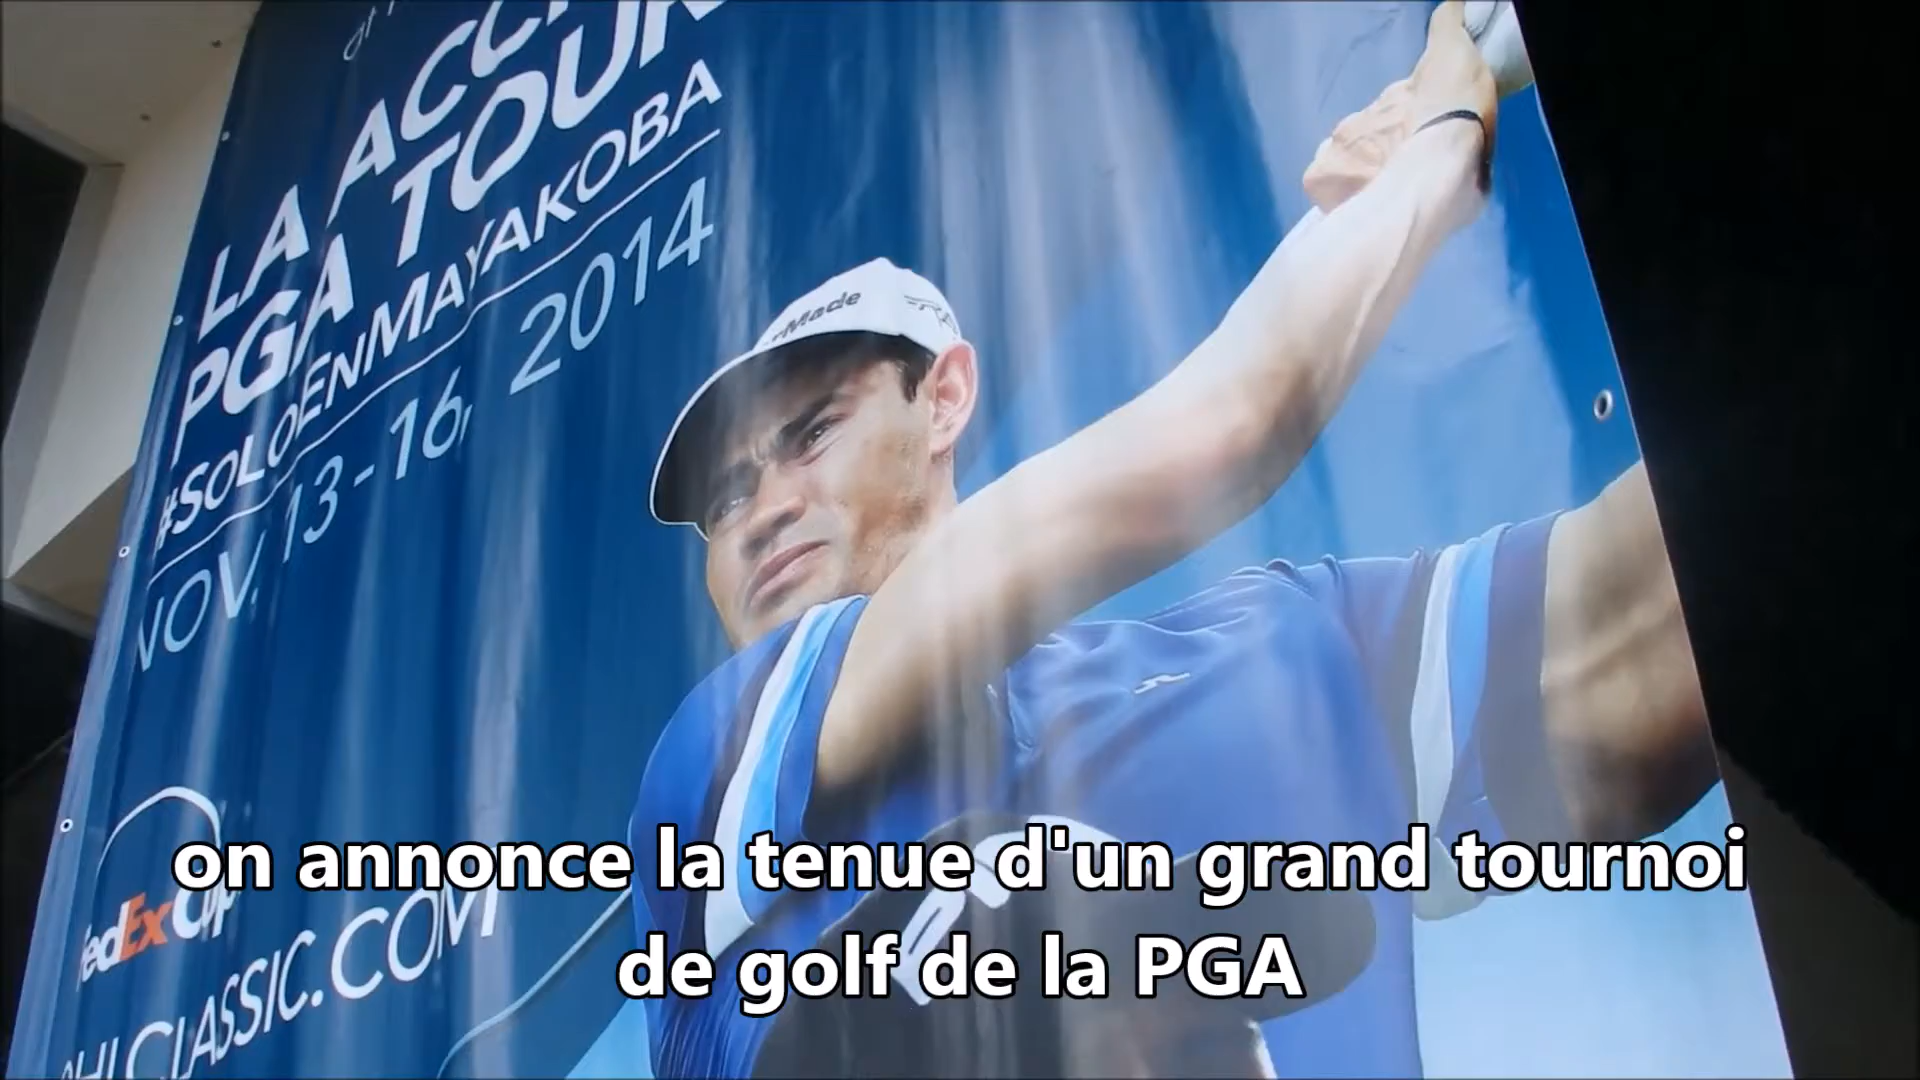 LA ACC
PGA TOUR
#SOLOENMAYAKOBA
NOV. 13-16, 2014
FedEx Cup
CLASSIC.COM
on annonce la tenue d'un grand tournoi
de golf de la PGA